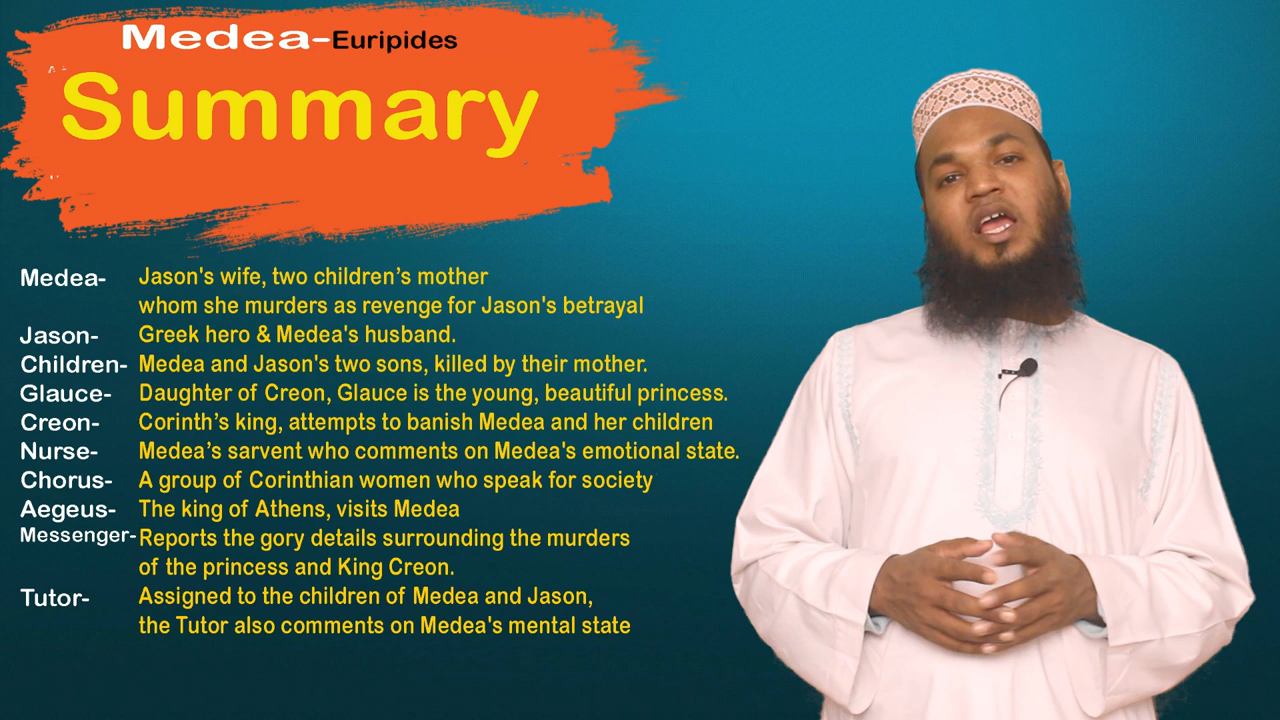 Medea-Euripides
Summary
Medea- Jason's wife, two children’s mother
whom she murders as revenge for Jason's betrayal
Jason- Greek hero & Medea's husband.
Children- Medea and Jason's two sons, killed by their mother.
Glauce- Daughter of Creon, Glauce is the young, beautiful princess.
Creon- Corinth’s king, attempts to banish Medea and her children
Nurse- Medea’s sarvent who comments on Medea's emotional state.
Chorus- A group of Corinthian women who speak for society
Aegeus- The king of Athens, visits Medea
Messenger- Reports the gory details surrounding the murders
of the princess and King Creon.
Tutor- Assigned to the children of Medea and Jason,
the Tutor also comments on Medea's mental state